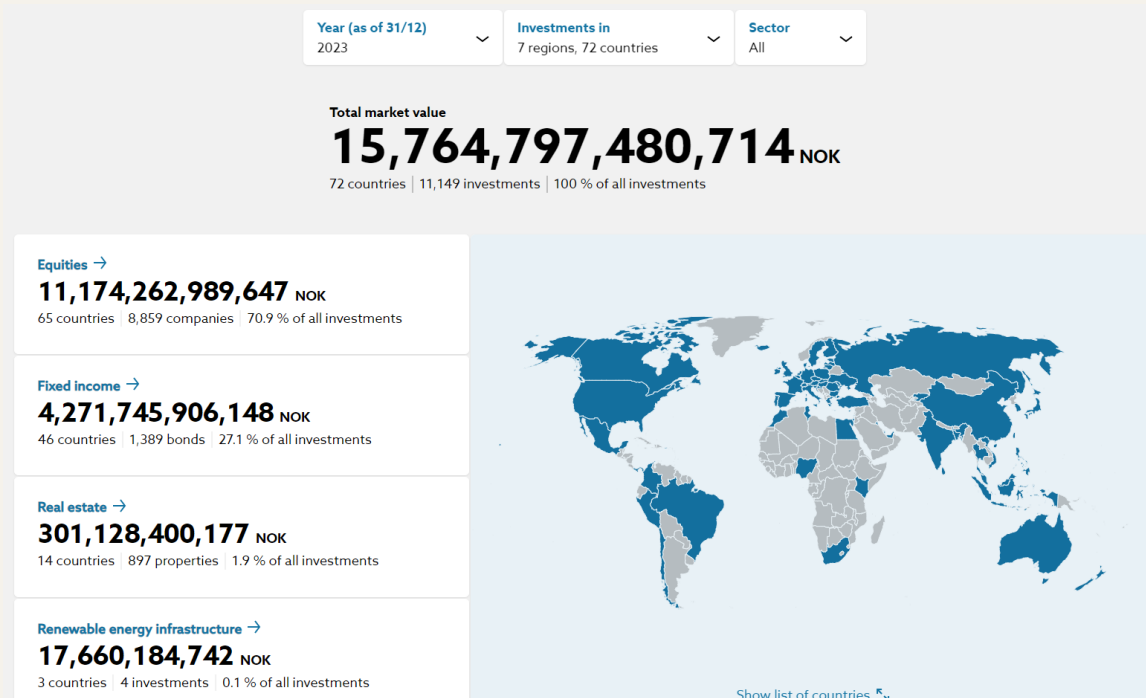 Year (as of 31/12)
2023
Investments in
7 regions, 72 countries
Sector
All
Total market value
15,764,797,480,714 NOK
72 countries | 11,149 investments | 100 % of all investments
Equities →
11,174,262,989,647 NOK
65 countries | 8,859 companies | 70.9 % of all investments
Fixed income →
4,271,745,906,148 NOK
46 countries | 1,389 bonds | 27.1 % of all investments
Real estate →
301,128,400,177 NOK
14 countries | 897 properties | 1.9 % of all investments
Renewable energy infrastructure →
17,660,184,742 NOK
3 countries | 4 investments | 0.1 % of all investments
Show list of countries